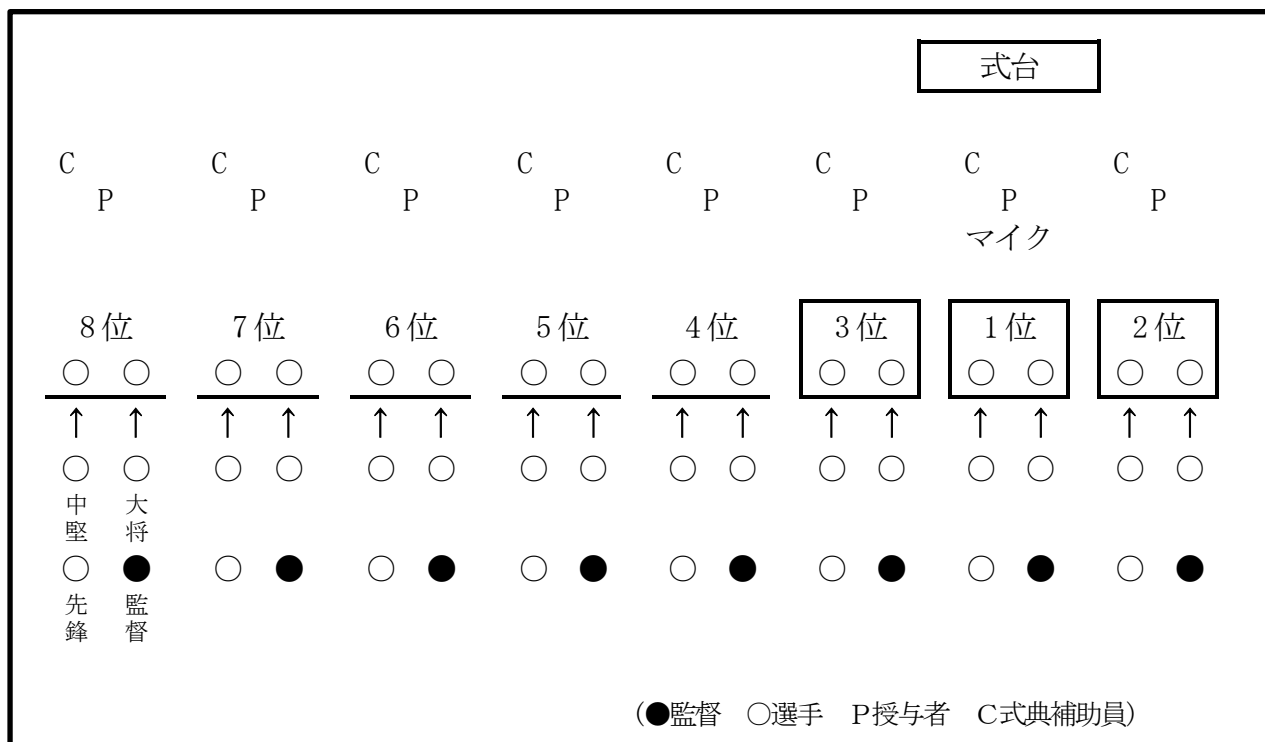 式台
C C C C C C C C
P P P P P P P P
マイク
8位 7位 6位 5位 4位 3位 1位 2位
○ ○ ○ ○ ○ ○ ○ ○ ○ ○ ○ ○ ○ ○ ○ ○
↑ ↑ ↑ ↑ ↑ ↑ ↑ ↑ ↑ ↑ ↑ ↑ ↑ ↑ ↑ ↑
○ ○ ○ ○ ○ ○ ○ ○ ○ ○ ○ ○ ○ ○ ○ ○
中堅 大将
○ ● ○ ● ○ ● ○ ● ○ ● ○ ● ○ ● ○ ●
先鋒 監督
(●監督 ○選手 P授与者 C式典補助員)